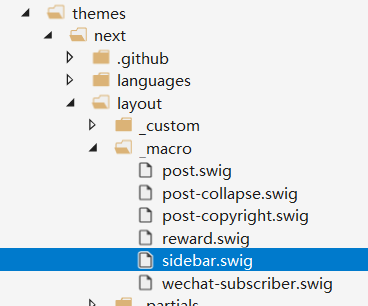 themes
next
.github
languages
layout
_custom
_macro
post.swig
post-collapse.swig
post-copyright.swig
reward.swig
sidebar.swig
wechat-subscriber.swig
_partials